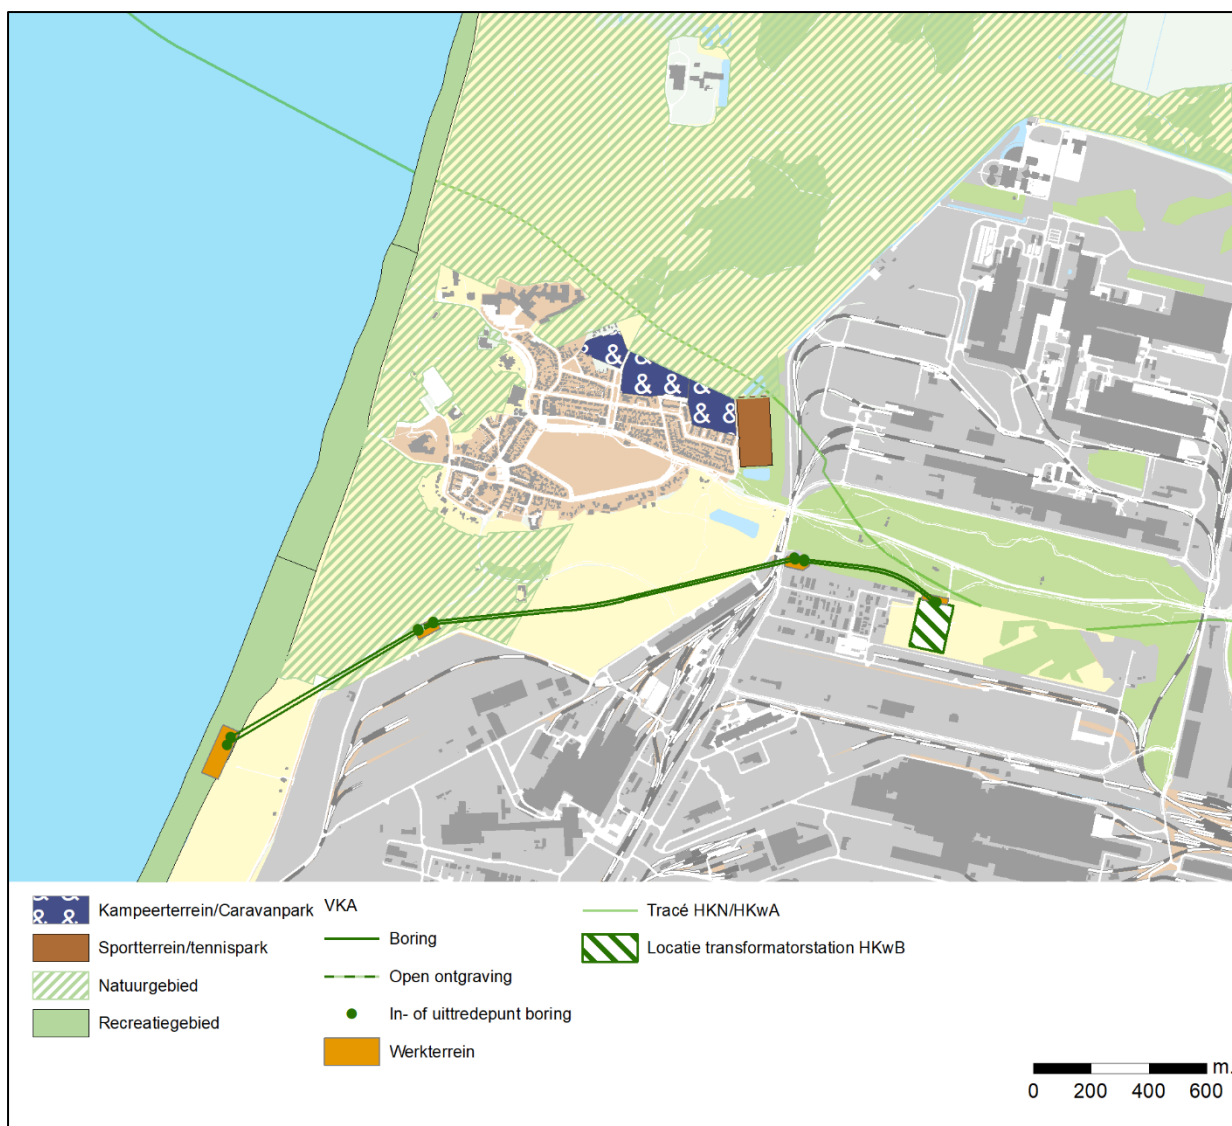 Kampeerterrein/Caravanpark
Sportterrein/tennispark
Natuurgebied
Recreatiegebied
VKA
Boring
Open ontgraving
In- of uittredepunt boring
Werkterrein
Tracé HKN/HKwA
Locatie transformatorstation HKwB
m.
0 200 400 600